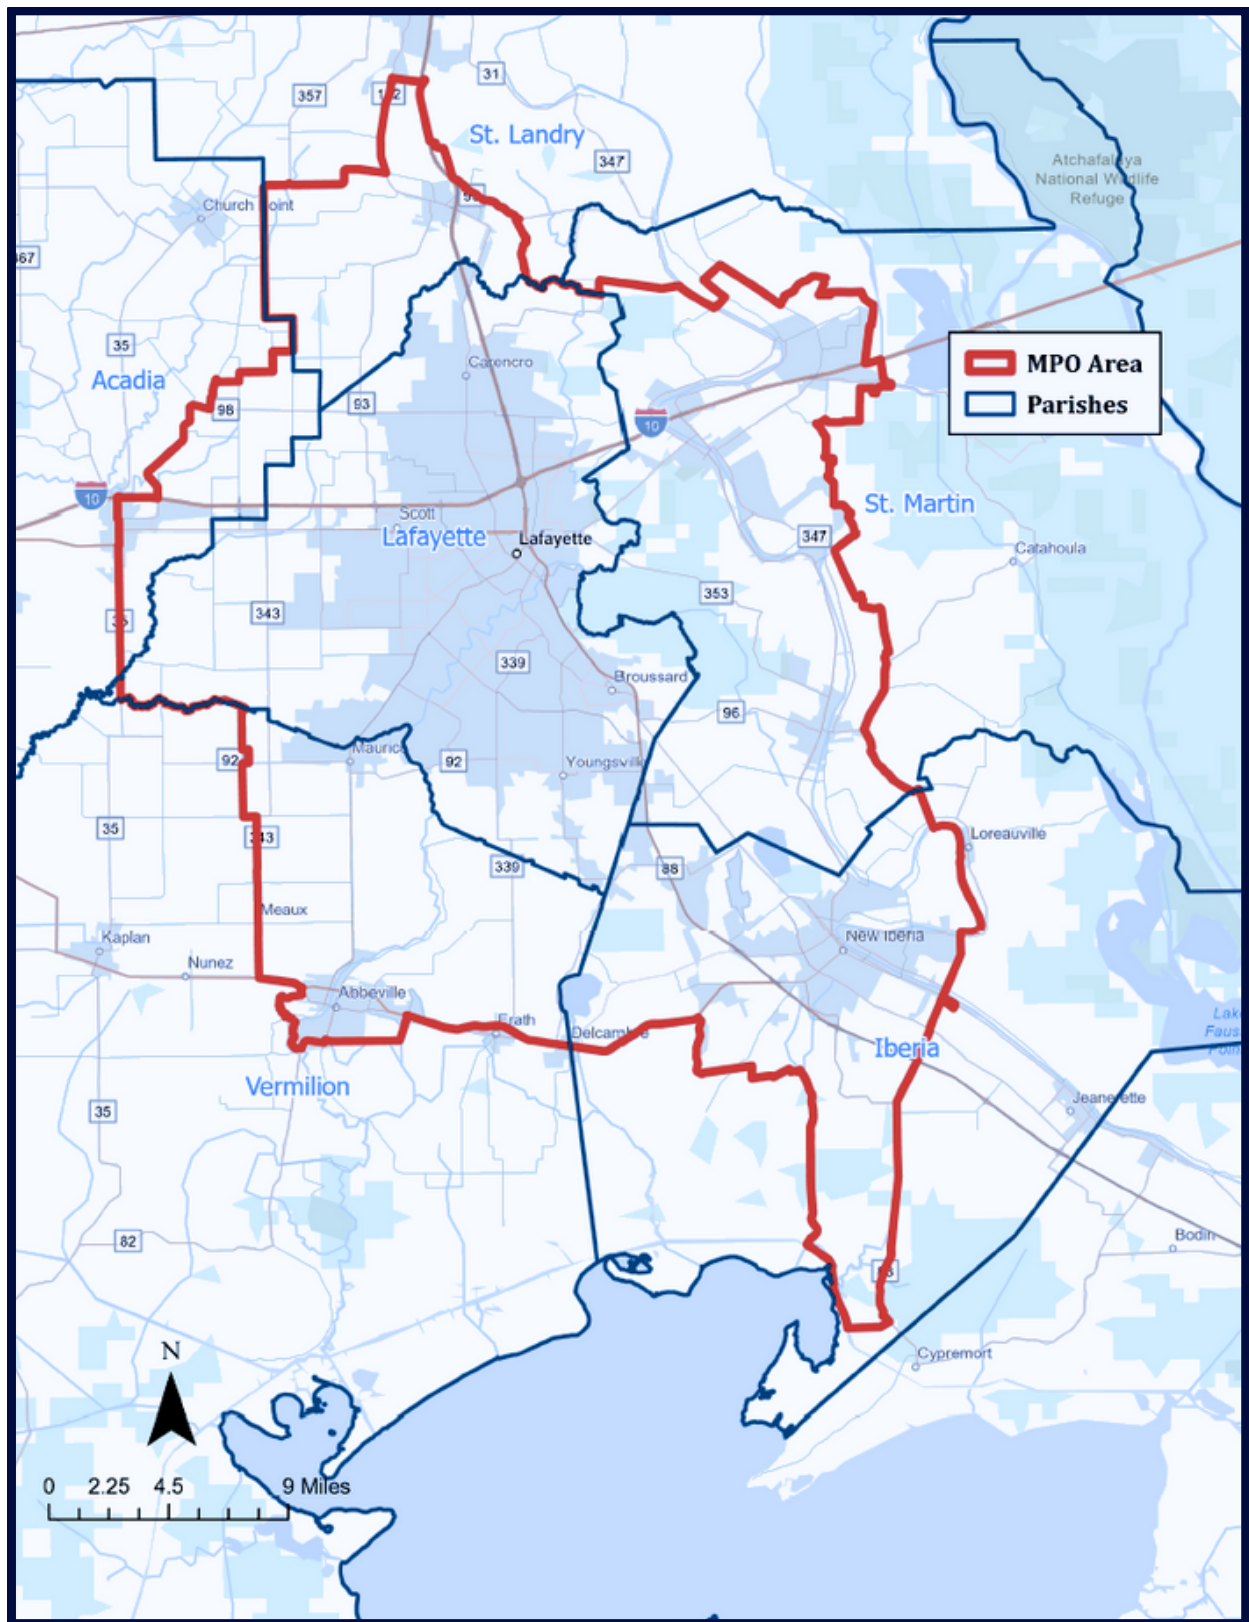 31
357
St. Landry
347
Atchafalaya
National Wildlife
Refuge
Church Point
35
Acadia
MPO Area
Parishes
Carencro
98
93
10
10
Scott
Lafayette
Lafayette
St. Martin
347
Catahoula
353
343
35
339
Broussard
96
92
Maurice
92
Youngsville
35
343
Loreauville
339
88
Meaux
Kaplan
Nunez
New Iberia
Abbeville
Erath
Delcambre
Lake
Iberia
Vermilion
Jeanerette
35
82
Bodin
Cypremort
N
0 2.25 4.5 9 Miles